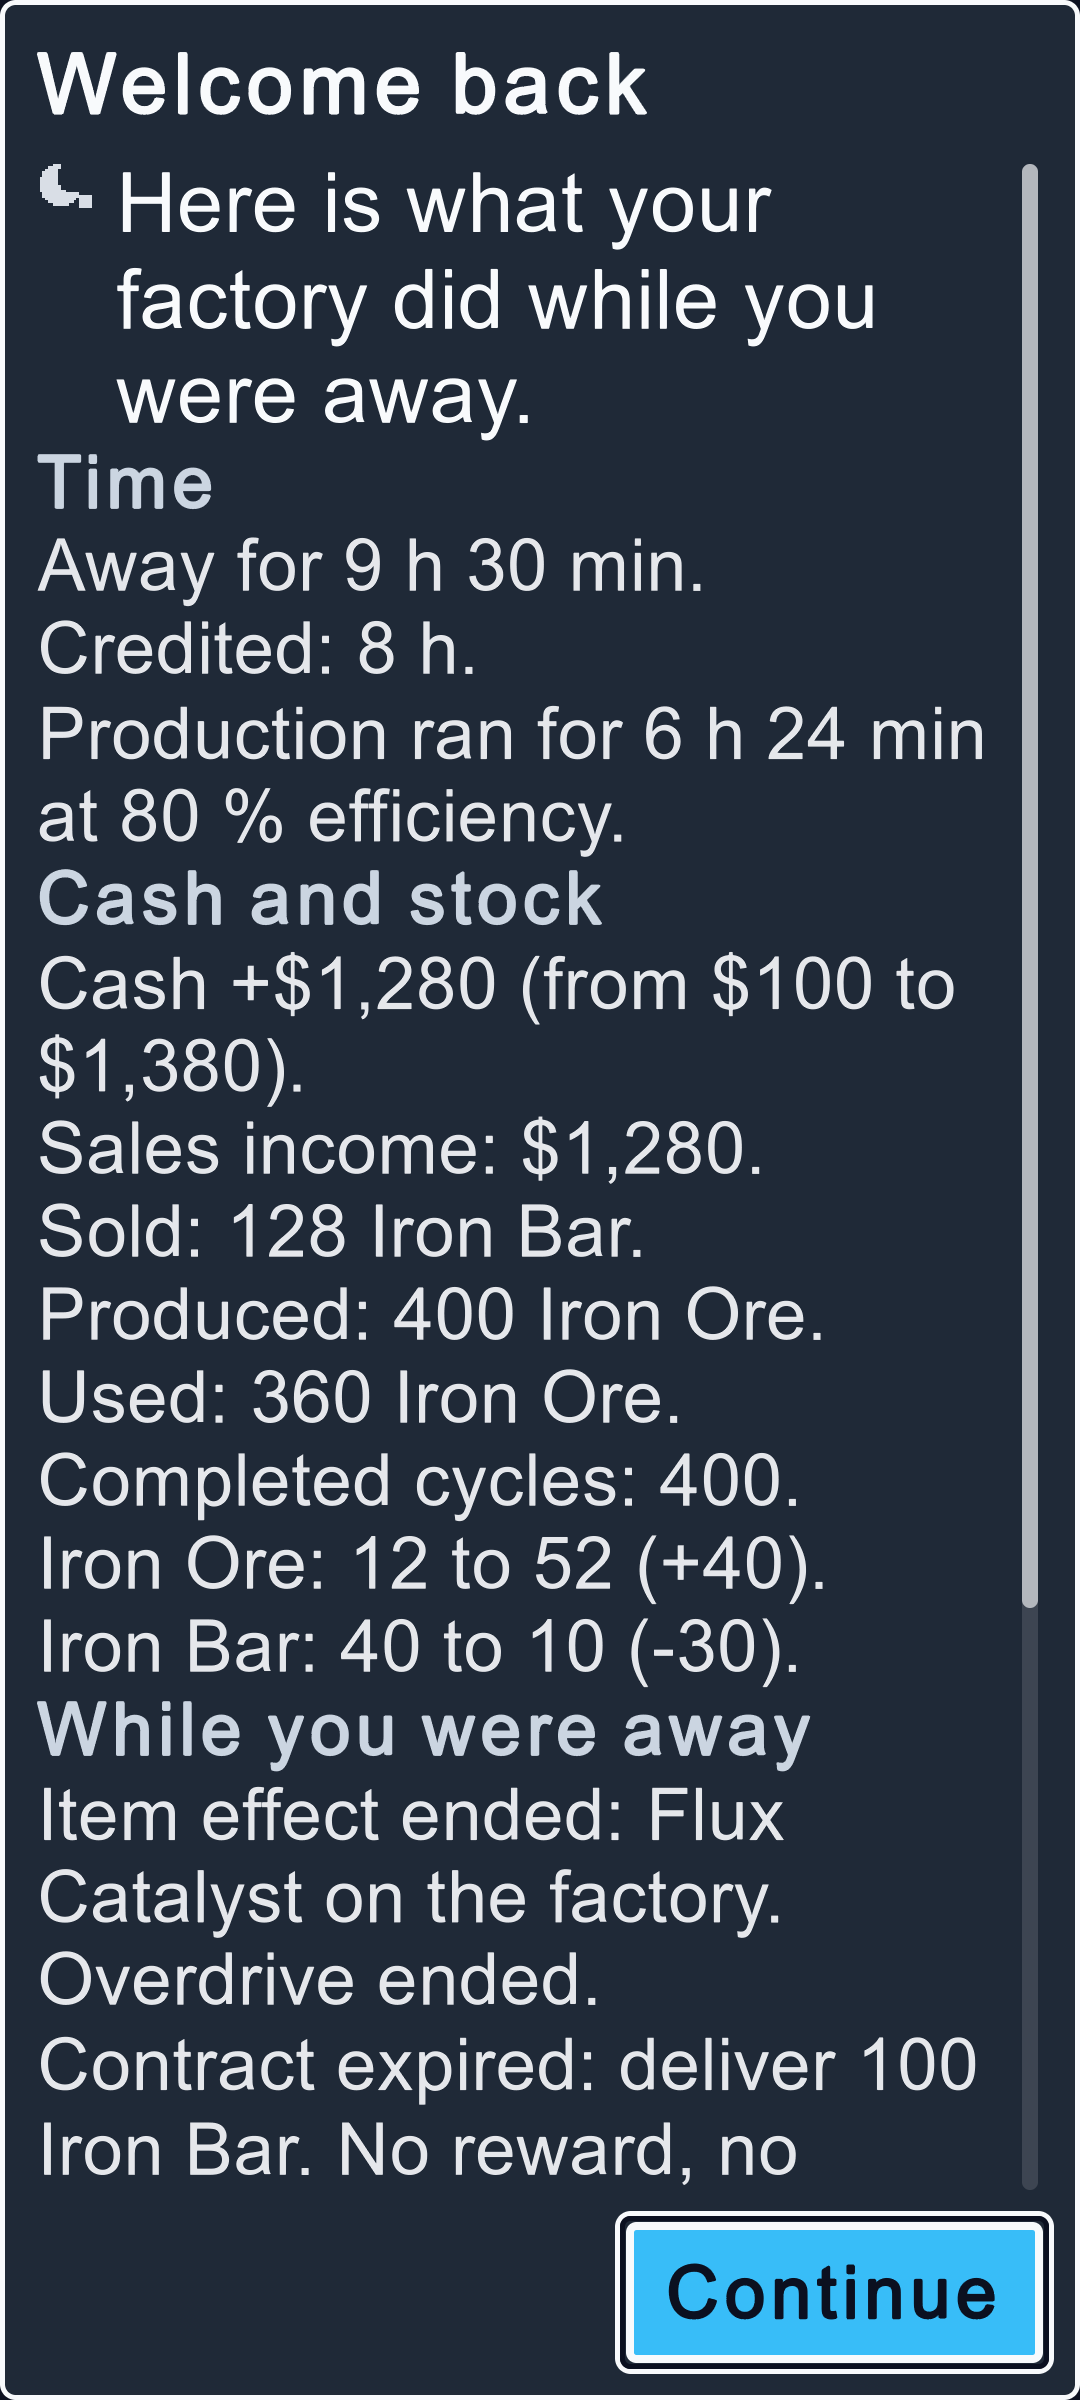 Welcome back
Here is what your
factory did while you
were away.
Time
Away for 9 h 30 min.
Credited: 8 h.
Production ran for 6 h 24 min
at 80 % efficiency.
Cash and stock
Cash +$1,280 (from $100 to
$1,380).
Sales income: $1,280.
Sold: 128 Iron Bar.
Produced: 400 Iron Ore.
Used: 360 Iron Ore.
Completed cycles: 400.
Iron Ore: 12 to 52 (+40).
Iron Bar: 40 to 10 (-30).
While you were away
Item effect ended: Flux
Catalyst on the factory.
Overdrive ended.
Contract expired: deliver 100
Iron Bar. No reward, no
Continue